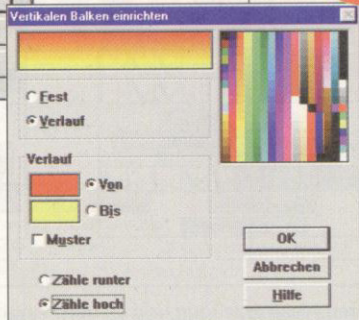 Vertikalen Balken einrichten
Fest
Verlauf
Verlauf
Von
Bis
Muster
OK
Abbrechen
Zähle runter
Hilfe
Zähle hoch